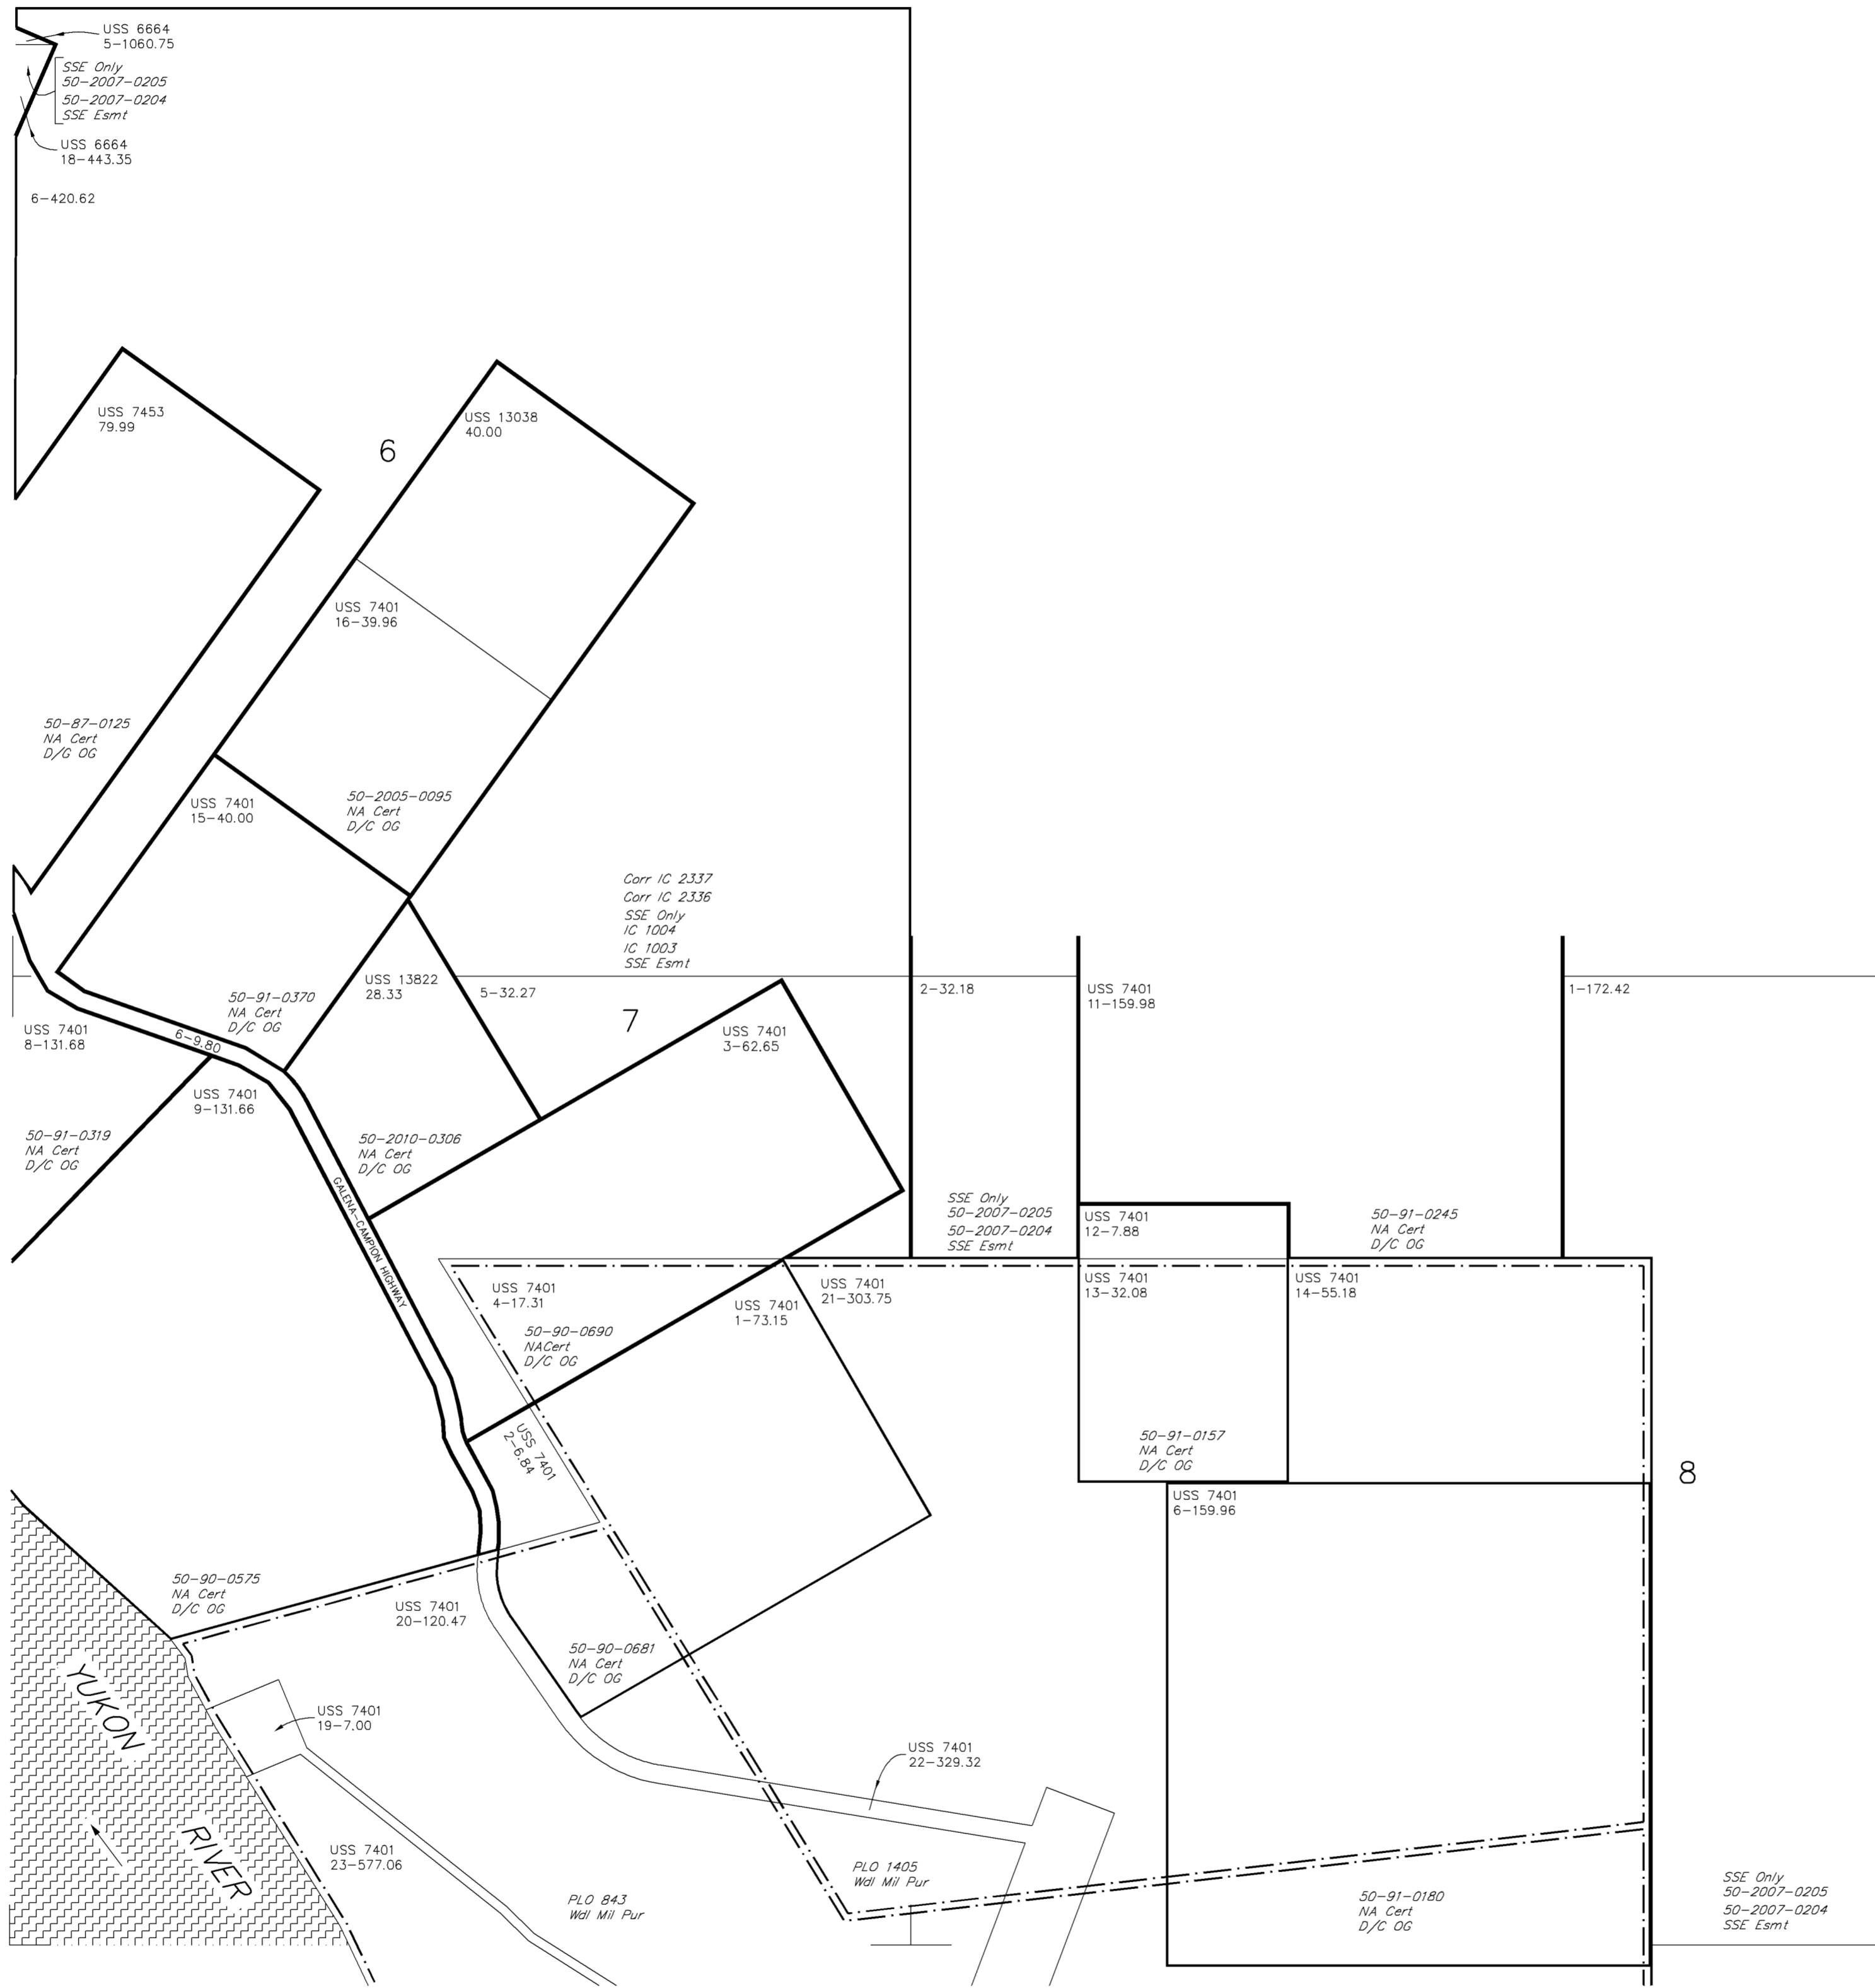 USS 6664
5-1060.75
SSE Only
50-2007-0205
50-2007-0204
SSE Esmt
USS 6664
18-443.35
6-420.62
USS 7453
79.99
6
USS 13038
40.00
USS 7401
16-39.96
50-87-0125
NA Cert
D/G OG
USS 7401
15-40.00
50-2005-0095
NA Cert
D/C OG
Corr IC 2337
Corr IC 2336
SSE Only
IC 1004
IC 1003
SSE Esmt
USS 13822
28.33
5-32.27
2-32.18
USS 7401
11-159.98
1-172.42
50-91-0370
NA Cert
D/C OG
7
USS 7401
8-131.68
6-9.80
USS 7401
3-62.65
USS 7401
9-131.66
50-91-0319
NA Cert
D/C OG
50-2010-0306
NA Cert
D/C OG
GALENA-CAMPION HIGHWAY
SSE Only
50-2007-0205
50-2007-0204
SSE Esmt
USS 7401
12-7.88
50-91-0245
NA Cert
D/C OG
USS 7401
4-17.31
USS 7401
21-303.75
USS 7401
13-32.08
USS 7401
14-55.18
USS 7401
1-73.15
50-90-0690
NACert
D/C OG
USS 7401
2-6.84
50-91-0157
NA Cert
D/C OG
8
USS 7401
6-159.96
50-90-0575
NA Cert
D/C OG
USS 7401
20-120.47
50-90-0681
NA Cert
D/C OG
YUKON
RIVER
USS 7401
19-7.00
USS 7401
22-329.32
USS 7401
23-577.06
PLO 843
Wdl Mil Pur
PLO 1405
Wdl Mil Pur
50-91-0180
NA Cert
D/C OG
SSE Only
50-2007-0205
50-2007-0204
SSE Esmt